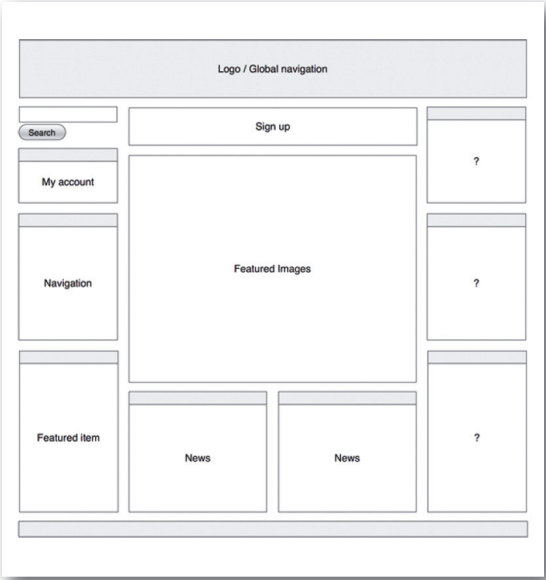 Logo / Global navigation
Search
Sign up
?
My account
Featured Images
Navigation
?
Featured item
News
News
?